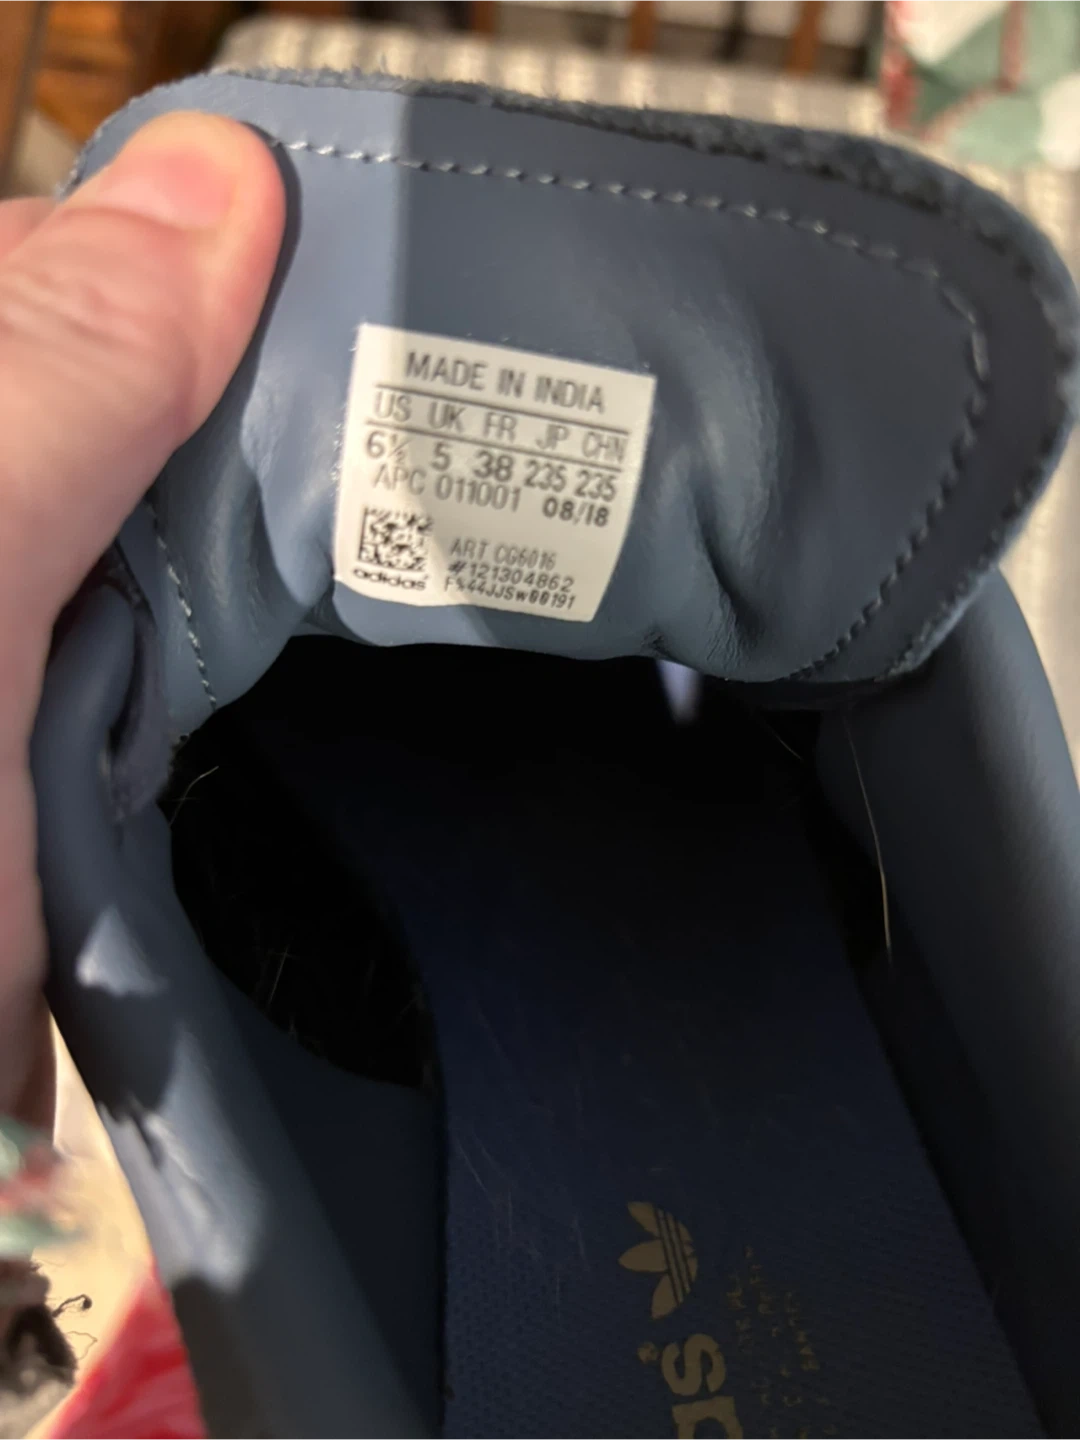 MADE IN INDIA
US UK FR JP CHN
6½ 5 38 235 235
APC 011001 08/18
ART CG6016
#121304862
adidas